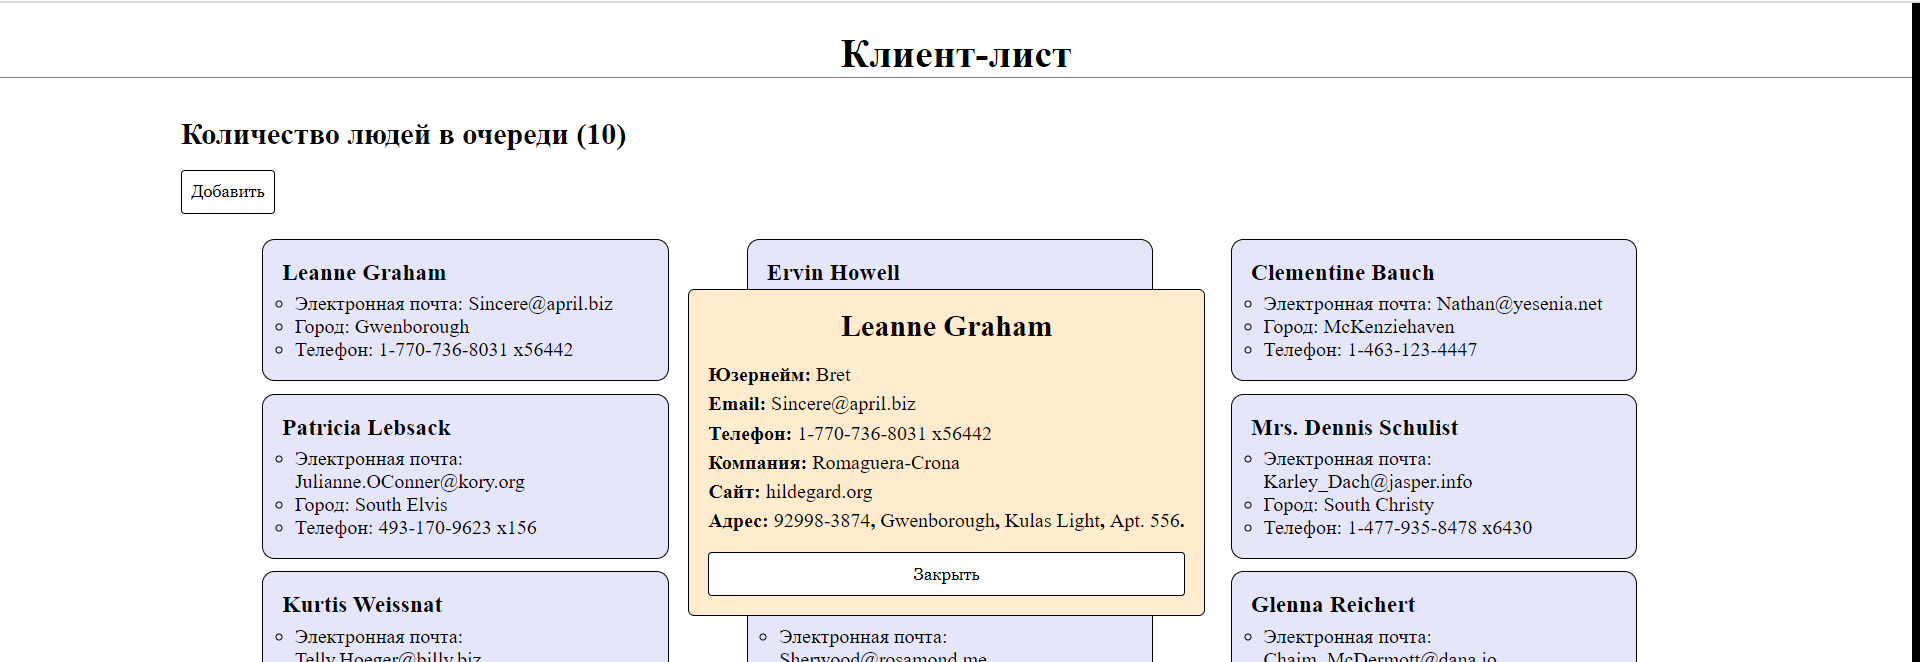 Клиент-лист
Количество людей в очереди (10)
Добавить
Leanne Graham
Электронная почта: Sincere@april.biz
Город: Gwenborough
Телефон: 1-770-736-8031 x56442
Ervin Howell
Clementine Bauch
Электронная почта: Nathan@yesenia.net
Город: McKenziehaven
Телефон: 1-463-123-4447
Leanne Graham
Юзернейм: Bret
Email: Sincere@april.biz
Телефон: 1-770-736-8031 x56442
Компания: Romaguera-Crona
Сайт: hildegard.org
Адрес: 92998-3874, Gwenborough, Kulas Light, Apt. 556.
Закрыть
Patricia Lebsack
Электронная почта:
Julianne.OConner@kory.org
Город: South Elvis
Телефон: 493-170-9623 x156
Mrs. Dennis Schulist
Электронная почта:
Karley_Dach@jasper.info
Город: South Christy
Телефон: 1-477-935-8478 x6430
Kurtis Weissnat
Электронная почта:
Telly.Hoeger@billy.biz
Электронная почта:
Sherwood@rosamond.me
Glenna Reichert
Электронная почта:
Chaim_McDermott@dana.io